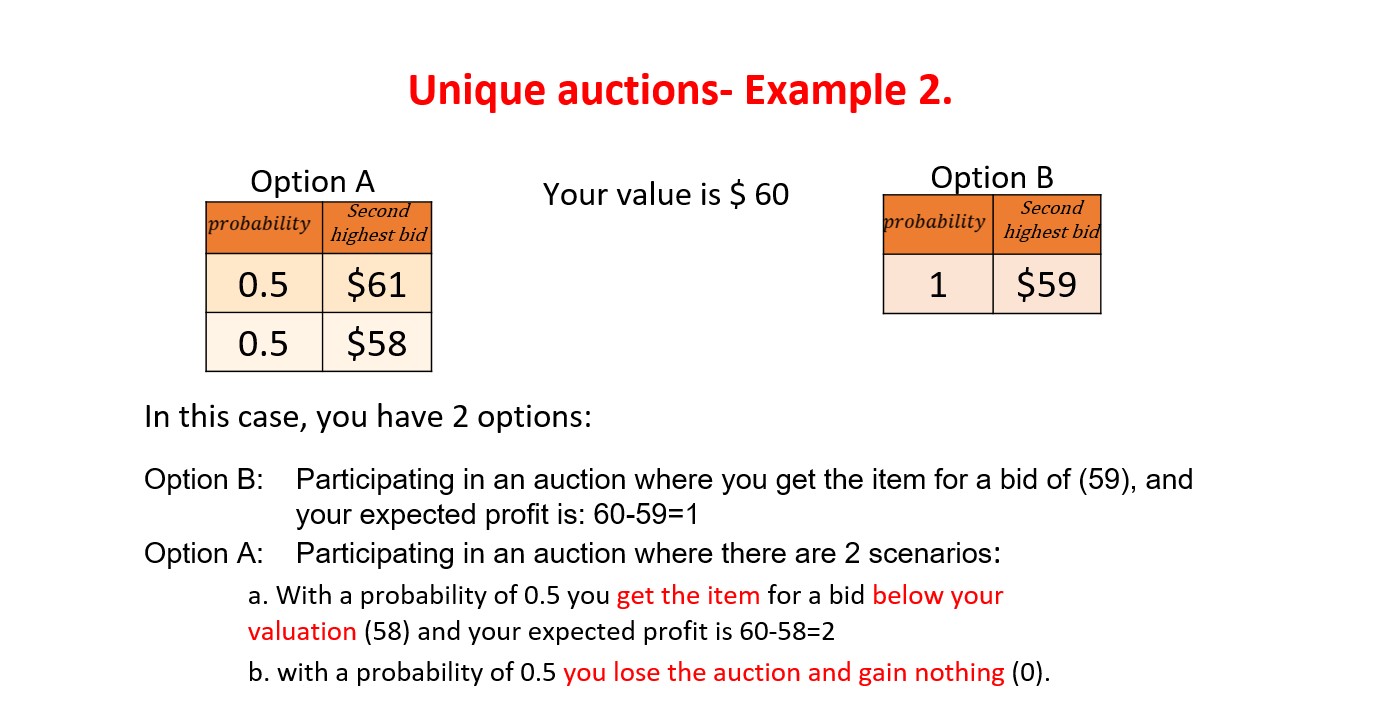 Unique auctions- Example 2.
Option A
Your value is $ 60
Option B
probability Second highest bid
0.5 $61
0.5 $58
probability Second highest bid
1 $59
In this case, you have 2 options:
Option B: Participating in an auction where you get the item for a bid of (59), and
your expected profit is: 60-59=1
Option A: Participating in an auction where there are 2 scenarios:
a. With a probability of 0.5 you get the item for a bid below your
valuation (58) and your expected profit is 60-58=2
b. with a probability of 0.5 you lose the auction and gain nothing (0).